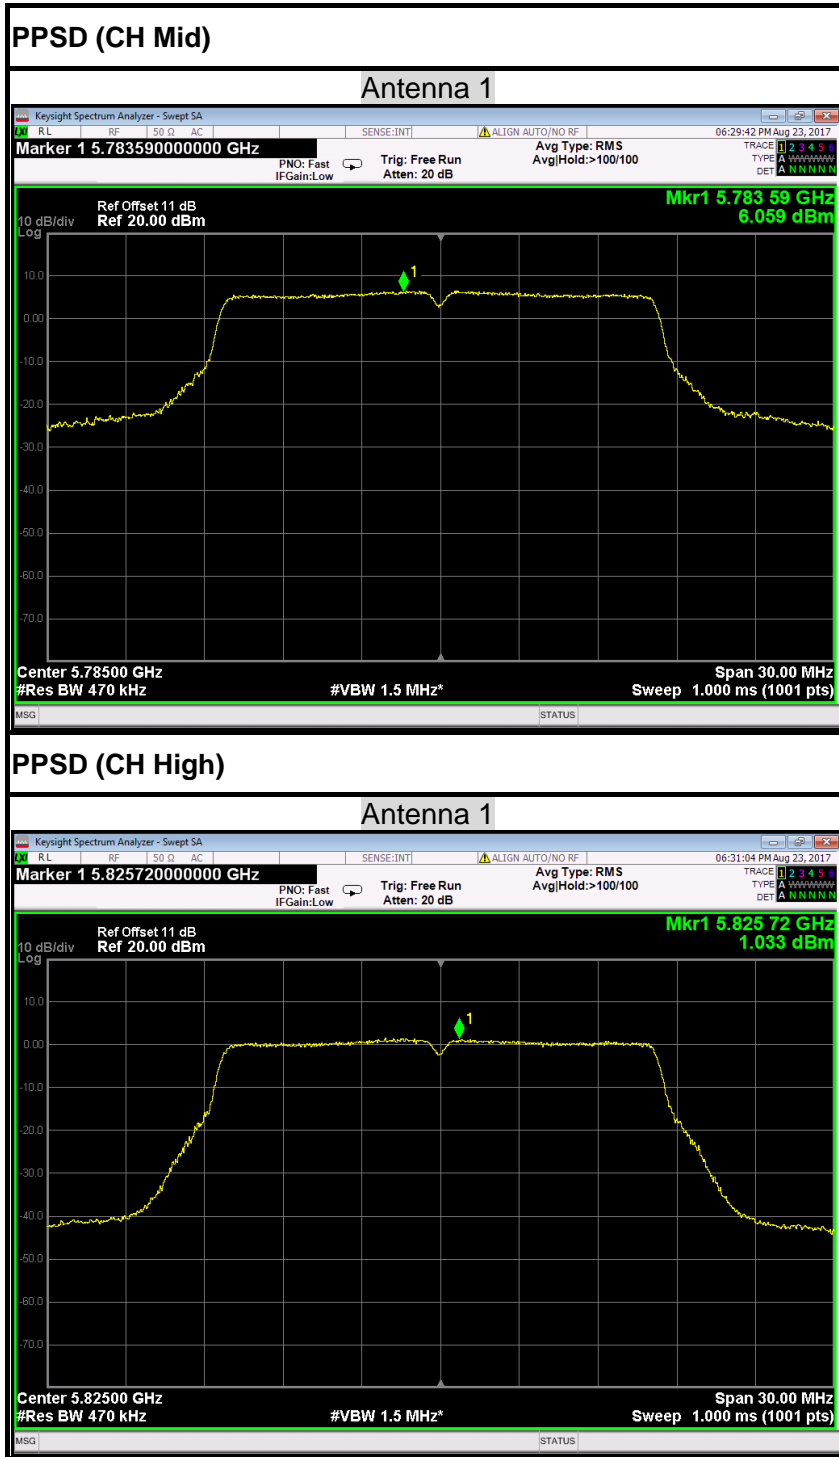 PPSD (CH Mid)
Antenna 1
Keysight Spectrum Analyzer - Swept SA
LXI RL RF 50 Ω AC SENSE:INT ALIGN AUTO/NO RF 06:29:42 PM Aug 23, 2017
Marker 1 5.783590000000 GHz Avg Type: RMS TRACE 1 2 3 4 5 6
PNO: Fast Trig: Free Run Avg|Hold:>100/100 TYPE A WWWWW
IFGain:Low Atten: 20 dB DET A N N N N N
Mkr1 5.783 59 GHz
Ref Offset 11 dB
10 dB/div Ref 20.00 dBm 6.059 dBm
Log
1
10.0
0.00
-10.0
-20.0
-30.0
-40.0
-50.0
-60.0
-70.0
Center 5.78500 GHz Span 30.00 MHz
#Res BW 470 kHz #VBW 1.5 MHz* Sweep 1.000 ms (1001 pts)
MSG STATUS
PPSD (CH High)
Antenna 1
Keysight Spectrum Analyzer - Swept SA
LXI RL RF 50 Ω AC SENSE:INT ALIGN AUTO/NO RF 06:31:04 PM Aug 23, 2017
Marker 1 5.825720000000 GHz Avg Type: RMS TRACE 1 2 3 4 5 6
PNO: Fast Trig: Free Run Avg|Hold:>100/100 TYPE A WWWWW
IFGain:Low Atten: 20 dB DET A N N N N N
Mkr1 5.825 72 GHz
Ref Offset 11 dB
10 dB/div Ref 20.00 dBm 1.033 dBm
Log
10.0
1
0.00
-10.0
-20.0
-30.0
-40.0
-50.0
-60.0
-70.0
Center 5.82500 GHz Span 30.00 MHz
#Res BW 470 kHz #VBW 1.5 MHz* Sweep 1.000 ms (1001 pts)
MSG STATUS